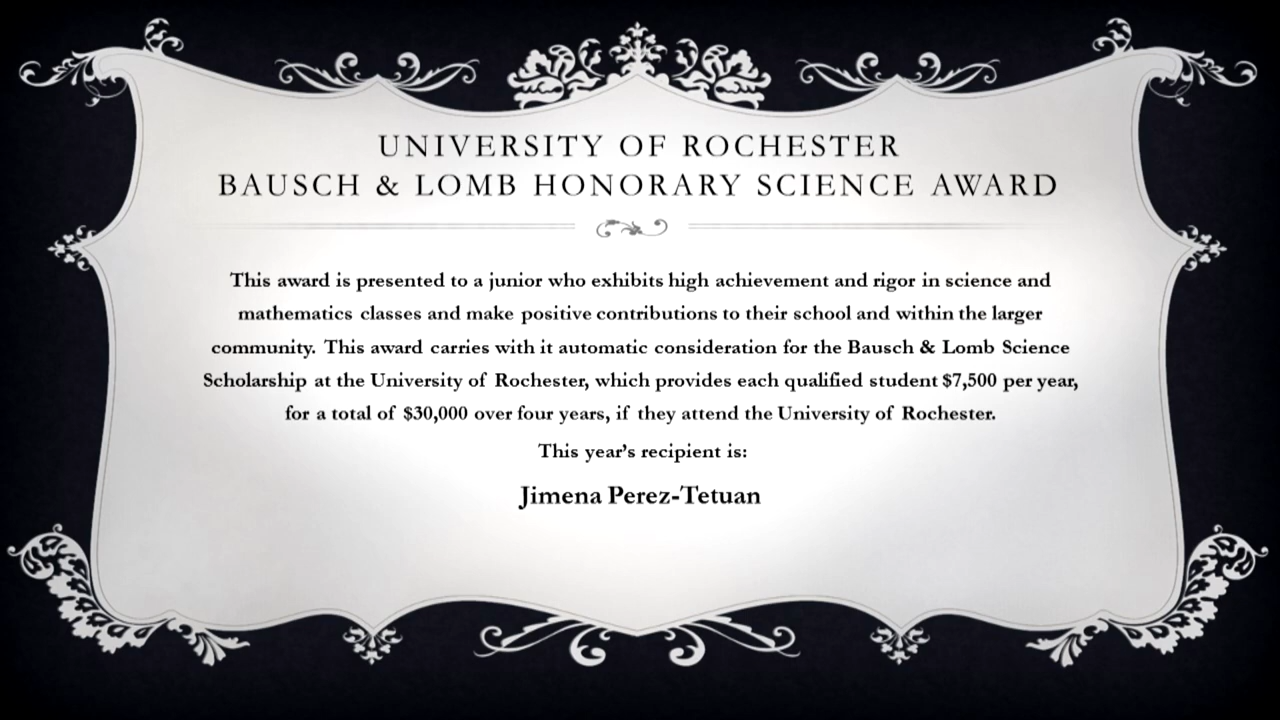 UNIVERSITY OF ROCHESTER
BAUSCH & LOMB HONORARY SCIENCE AWARD
This award is presented to a junior who exhibits high achievement and rigor in science and
mathematics classes and make positive contributions to their school and within the larger
community. This award carries with it automatic consideration for the Bausch & Lomb Science
Scholarship at the University of Rochester, which provides each qualified student $7,500 per year,
for a total of $30,000 over four years, if they attend the University of Rochester.
This year’s recipient is:
Jimena Perez-Tetuan